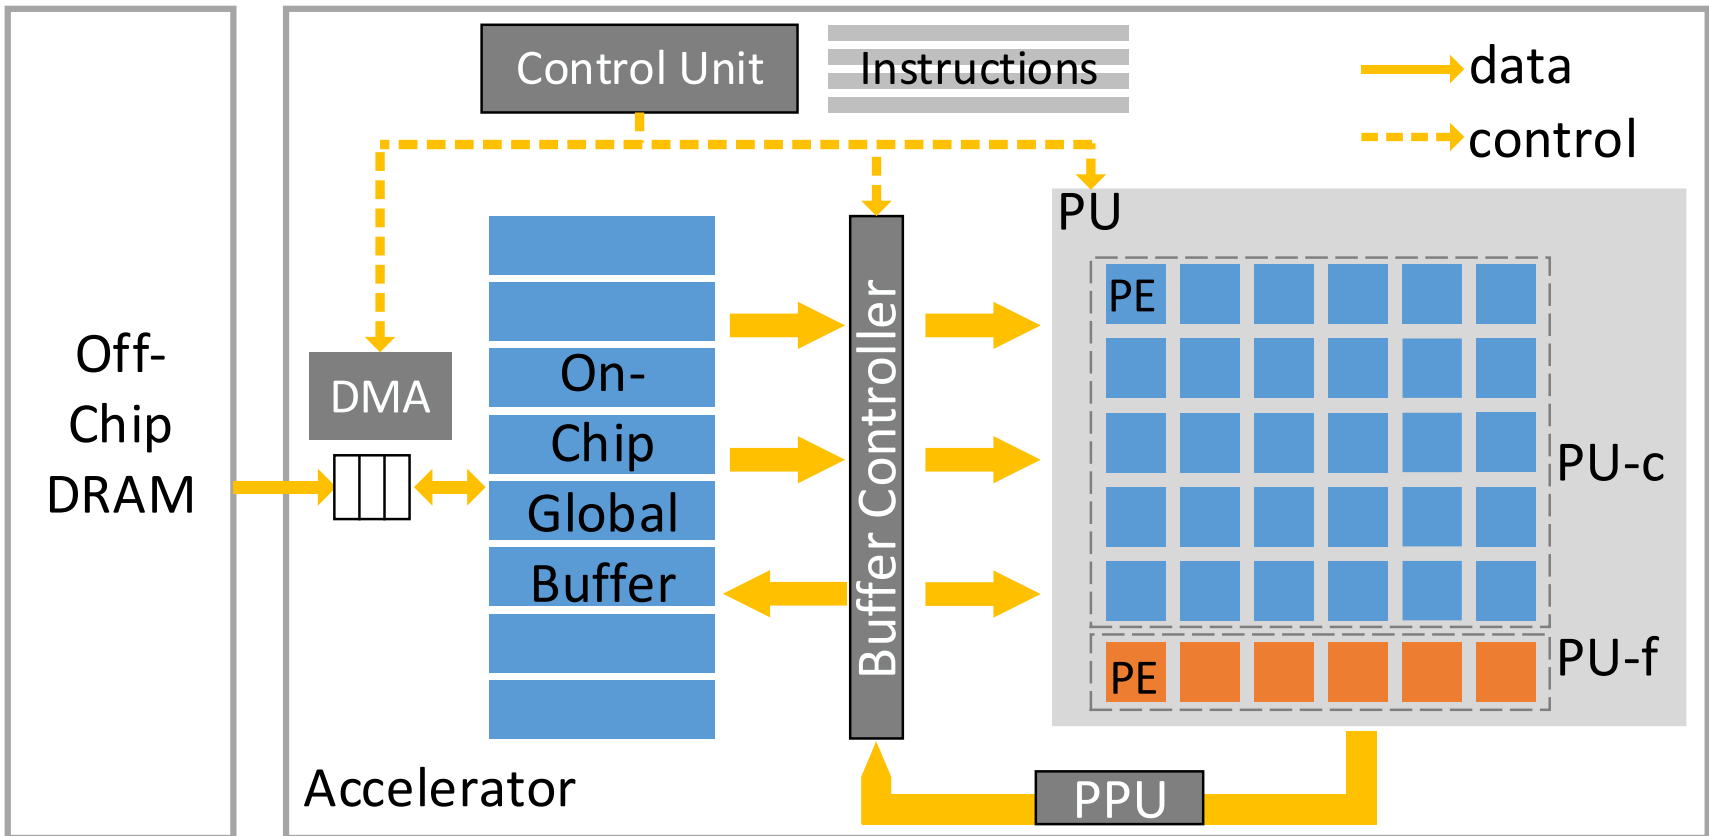 Control Unit
Instructions
data
control
PU
PE
Off-
Chip
DRAM
DMA
On-
Chip
Global
Buffer
Buffer Controller
PU-c
PU-f
PE
Accelerator
PPU